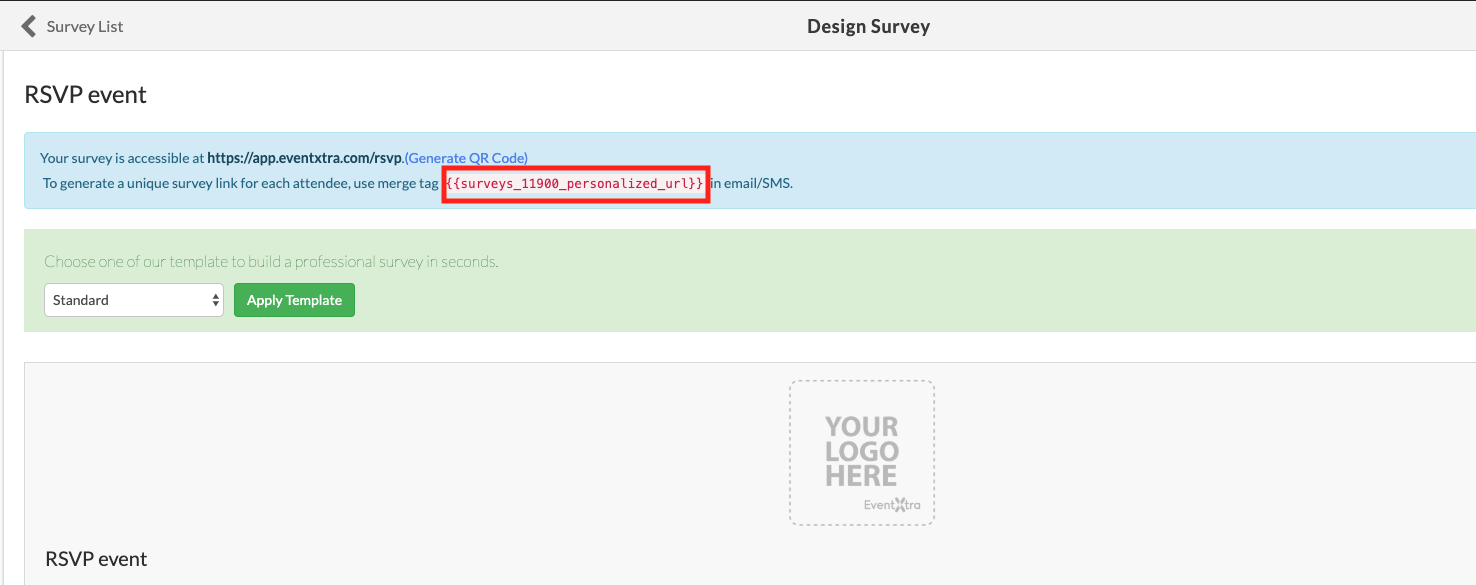 Survey List
Design Survey
RSVP event
Your survey is accessible at https://app.eventxtra.com/rsvp.(Generate QR Code)
To generate a unique survey link for each attendee, use merge tag {{surveys_11900_personalized_url}} in email/SMS.
Choose one of our template to build a professional survey in seconds.
Standard
Apply Template
YOUR
LOGO
HERE
EventXtra
RSVP event